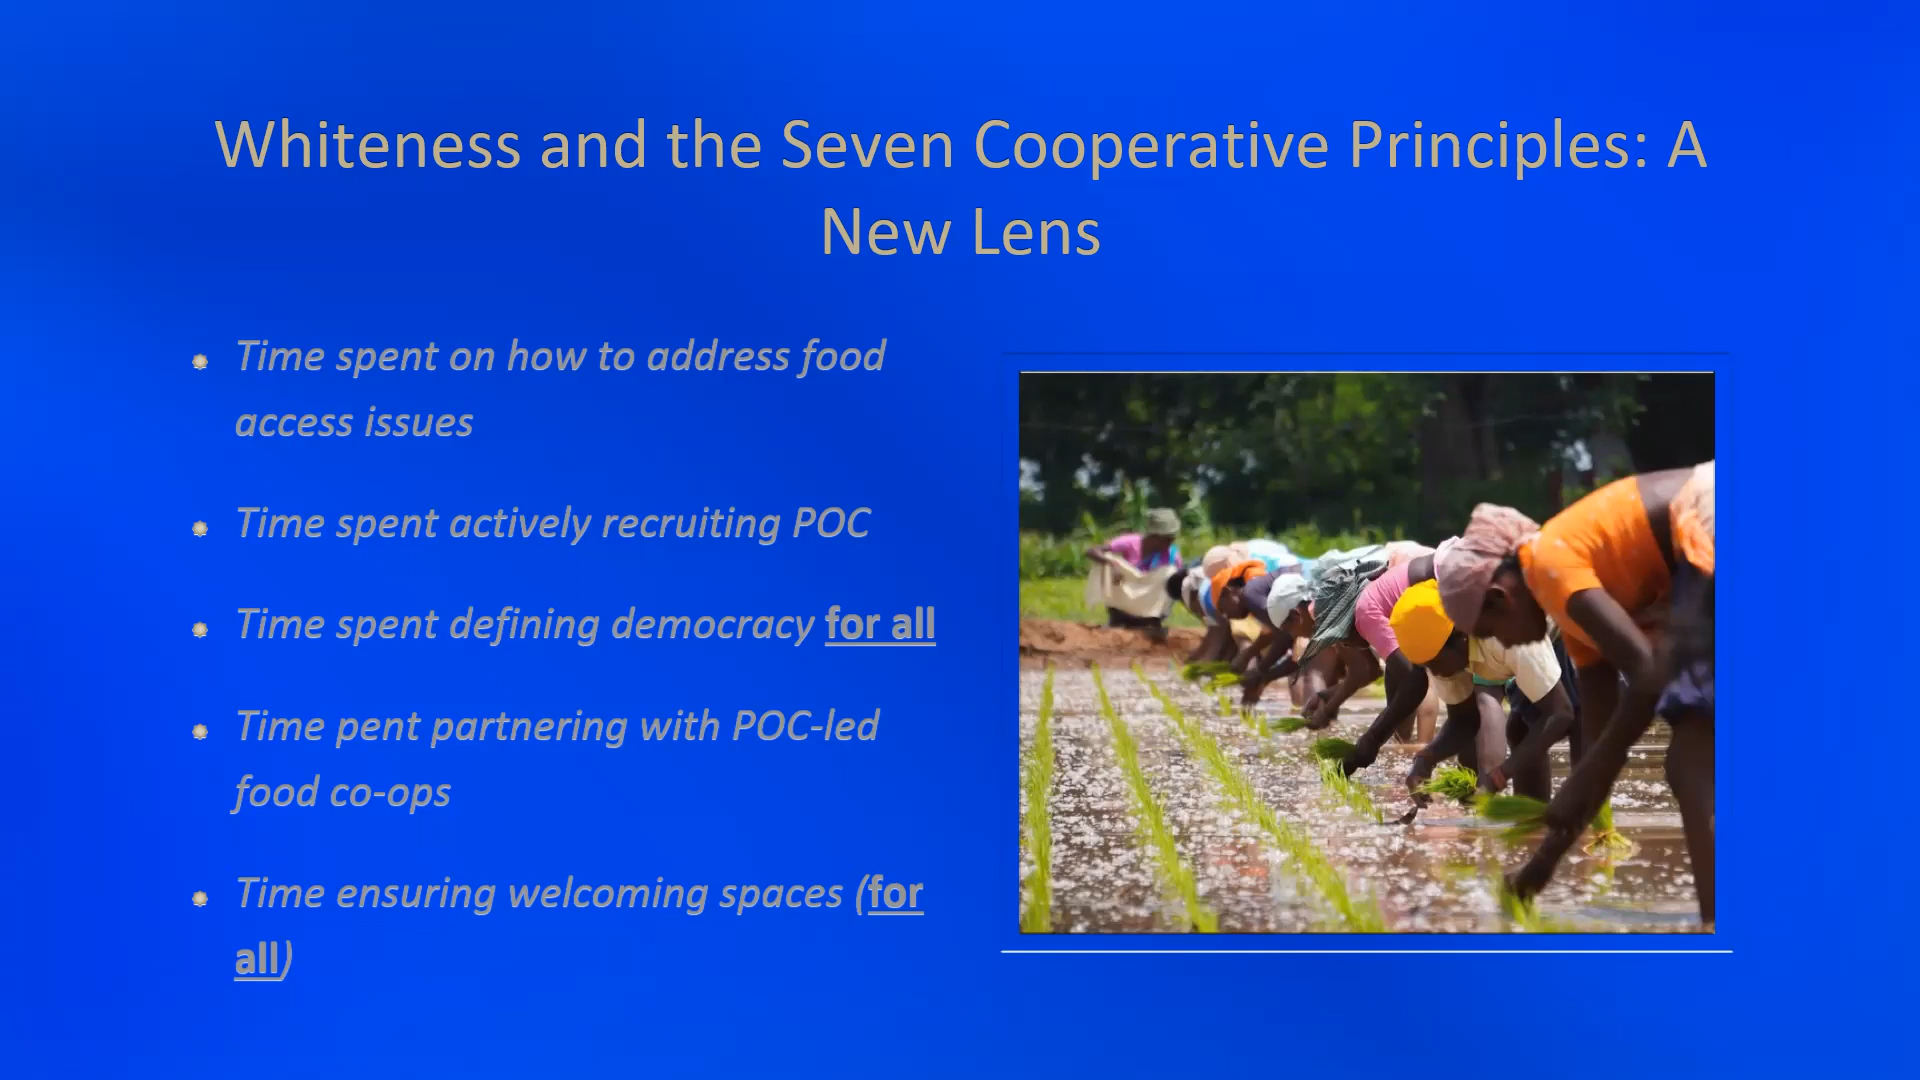 Whiteness and the Seven Cooperative Principles: A
New Lens
Time spent on how to address food
access issues
Time spent actively recruiting POC
Time spent defining democracy for all
Time pent partnering with POC-led
food co-ops
Time ensuring welcoming spaces (for
all)